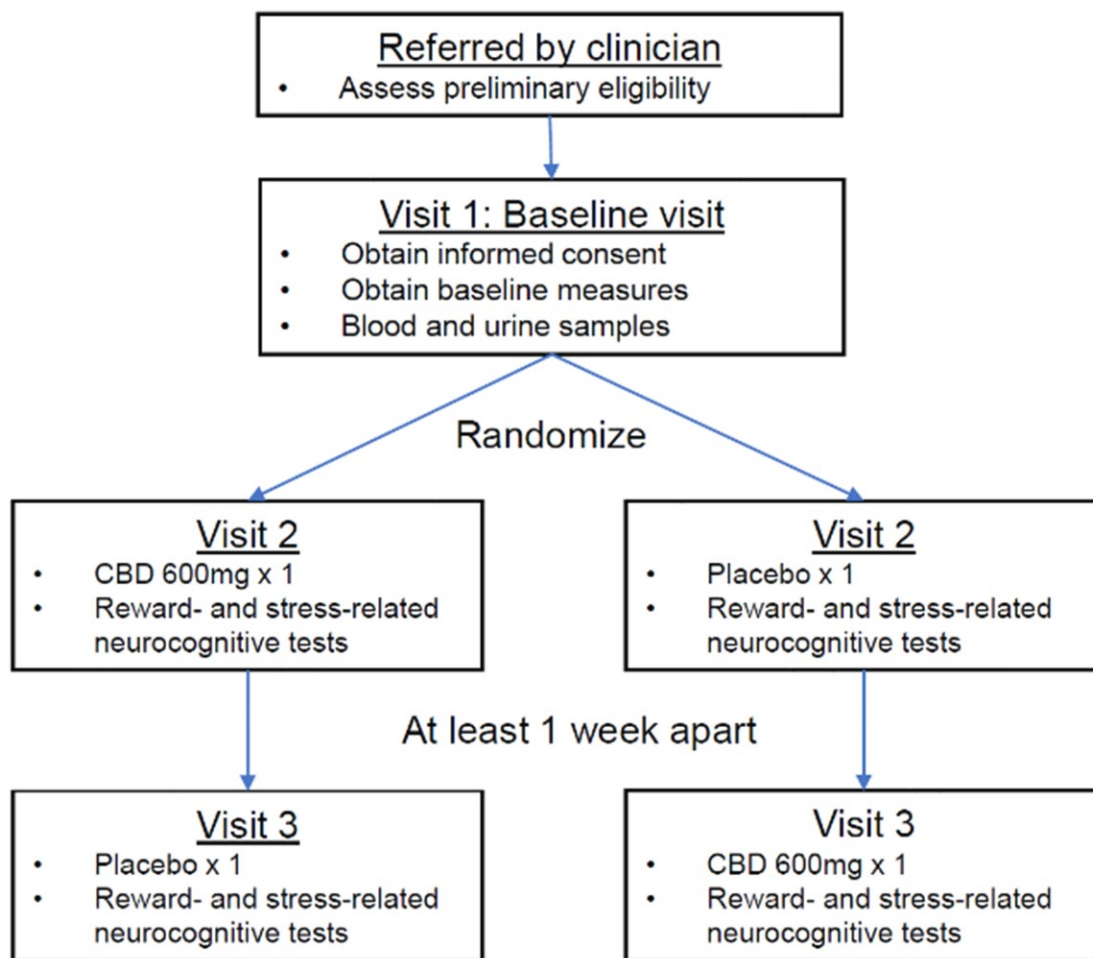 Referred by clinician
• Assess preliminary eligibility
Visit 1: Baseline visit
• Obtain informed consent
• Obtain baseline measures
• Blood and urine samples
Randomize
Visit 2
• CBD 600mg x 1
• Reward- and stress-related
neurocognitive tests
Visit 2
• Placebo x 1
• Reward- and stress-related
neurocognitive tests
At least 1 week apart
Visit 3
• Placebo x 1
• Reward- and stress-related
neurocognitive tests
Visit 3
• CBD 600mg x 1
• Reward- and stress-related
neurocognitive tests